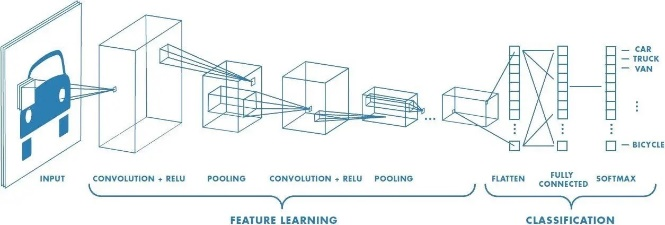 CAR
TRUCK
VAN
BICYCLE
INPUT
CONVOLUTION + RELU
POOLING
CONVOLUTION + RELU
POOLING
FLATTEN
FULLY
CONNECTED
SOFTMAX
FEATURE LEARNING
CLASSIFICATION